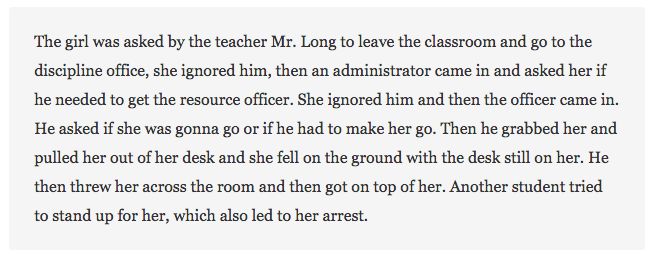 The girl was asked by the teacher Mr. Long to leave the classroom and go to the
discipline office, she ignored him, then an administrator came in and asked her if
he needed to get the resource officer. She ignored him and then the officer came in.
He asked if she was gonna go or if he had to make her go. Then he grabbed her and
pulled her out of her desk and she fell on the ground with the desk still on her. He
then threw her across the room and then got on top of her. Another student tried
to stand up for her, which also led to her arrest.